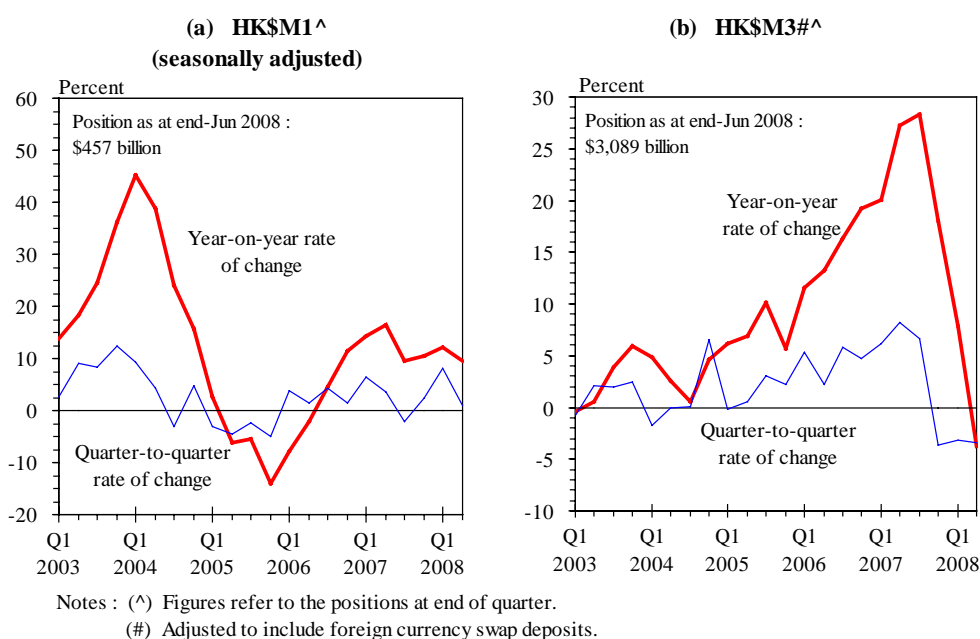 (a) HK$M1^
(seasonally adjusted)
Percent
60
50
40
30
20
10
0
-10
-20
Position as at end-Jun 2008 :
$457 billion
Year-on-year rate
of change
Quarter-to-quarter
rate of change
Q1 Q1 Q1 Q1 Q1 Q1
2003 2004 2005 2006 2007 2008
(b) HK$M3#^
Percent
30
25
20
15
10
5
0
-5
-10
Position as at end-Jun 2008 :
$3,089 billion
Year-on-year
rate of change
Quarter-to-quarter
rate of change
Q1 Q1 Q1 Q1 Q1 Q1
2003 2004 2005 2006 2007 2008
Notes : (^) Figures refer to the positions at end of quarter.
(#) Adjusted to include foreign currency swap deposits.